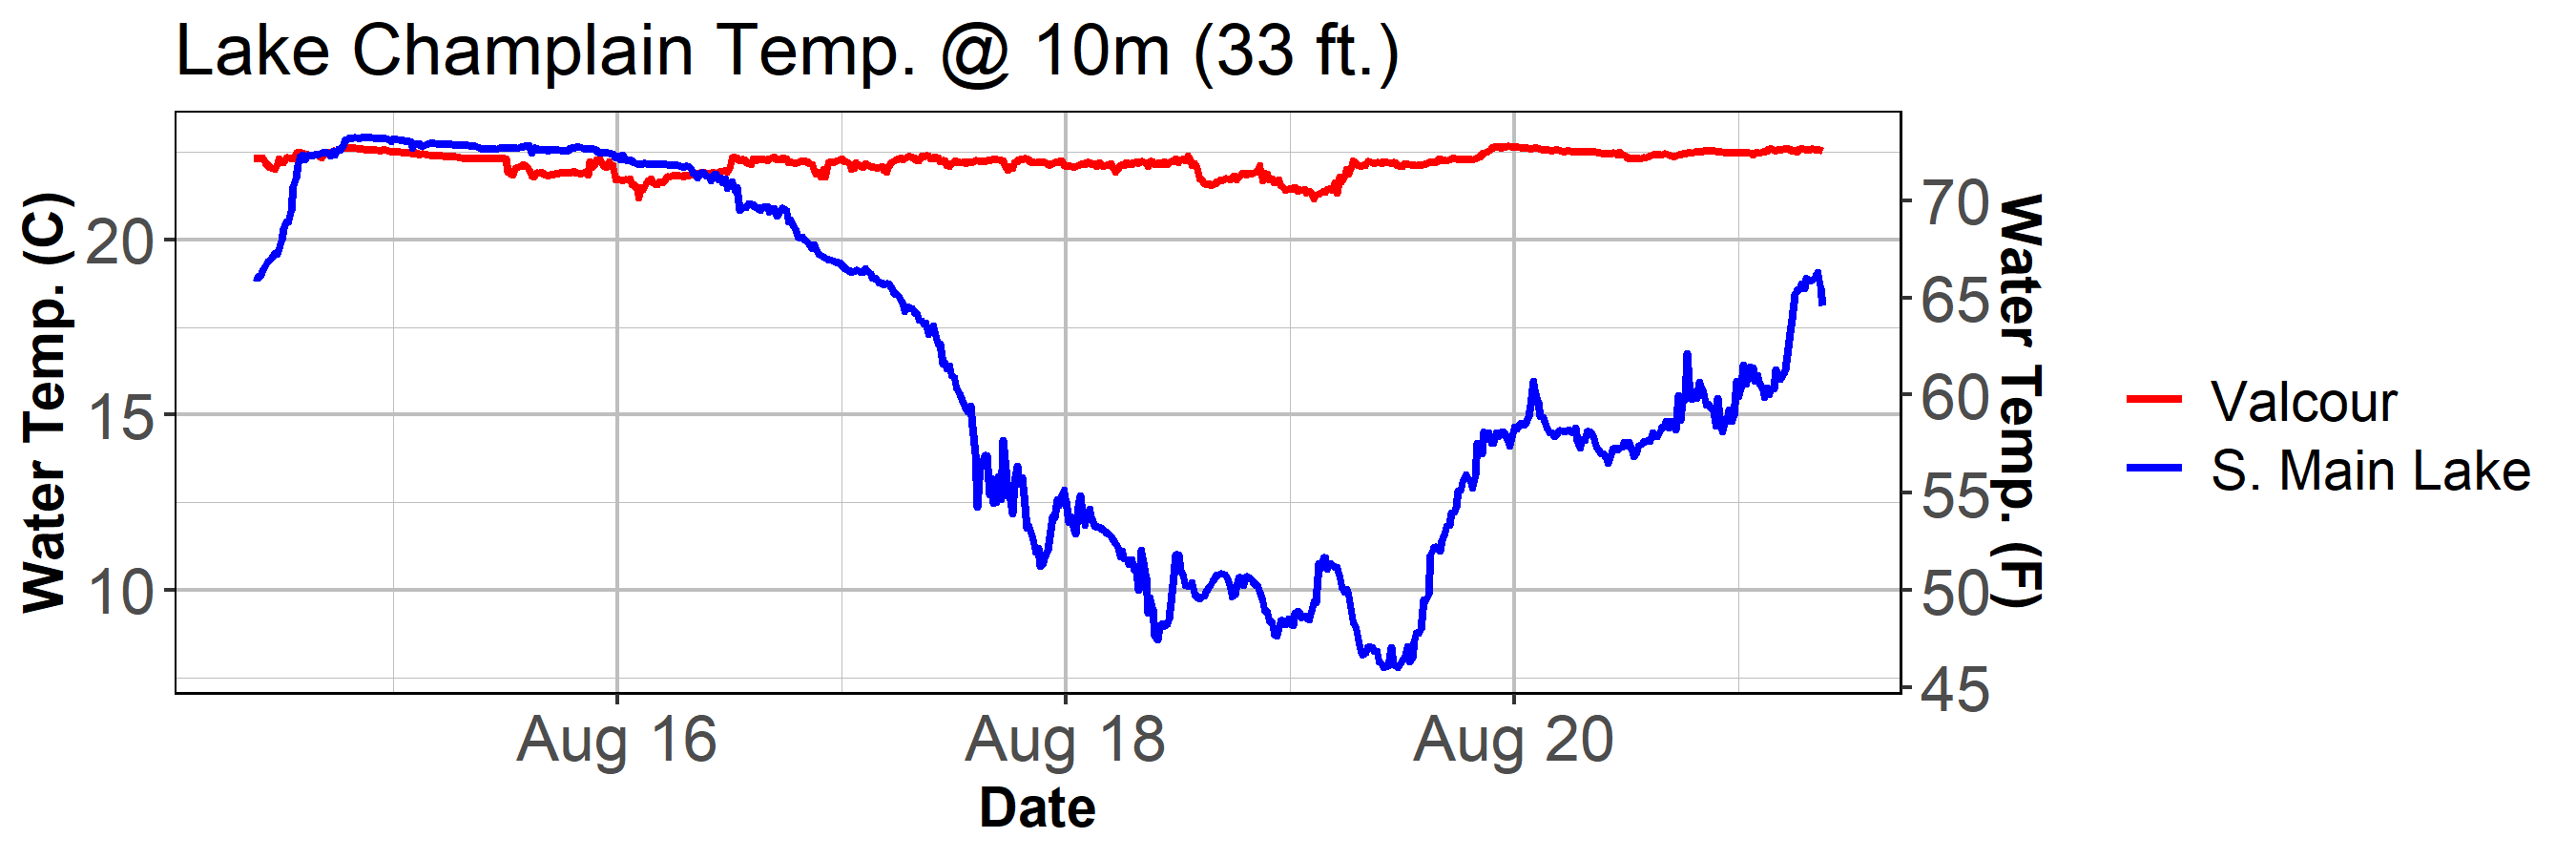 Lake Champlain Temp. @ 10m (33 ft.)
Water Temp. (C)
20
15
10
70
65
60
55
50
45
Water Temp. (F)
Valcour
S. Main Lake
Aug 16
Aug 18
Aug 20
Date